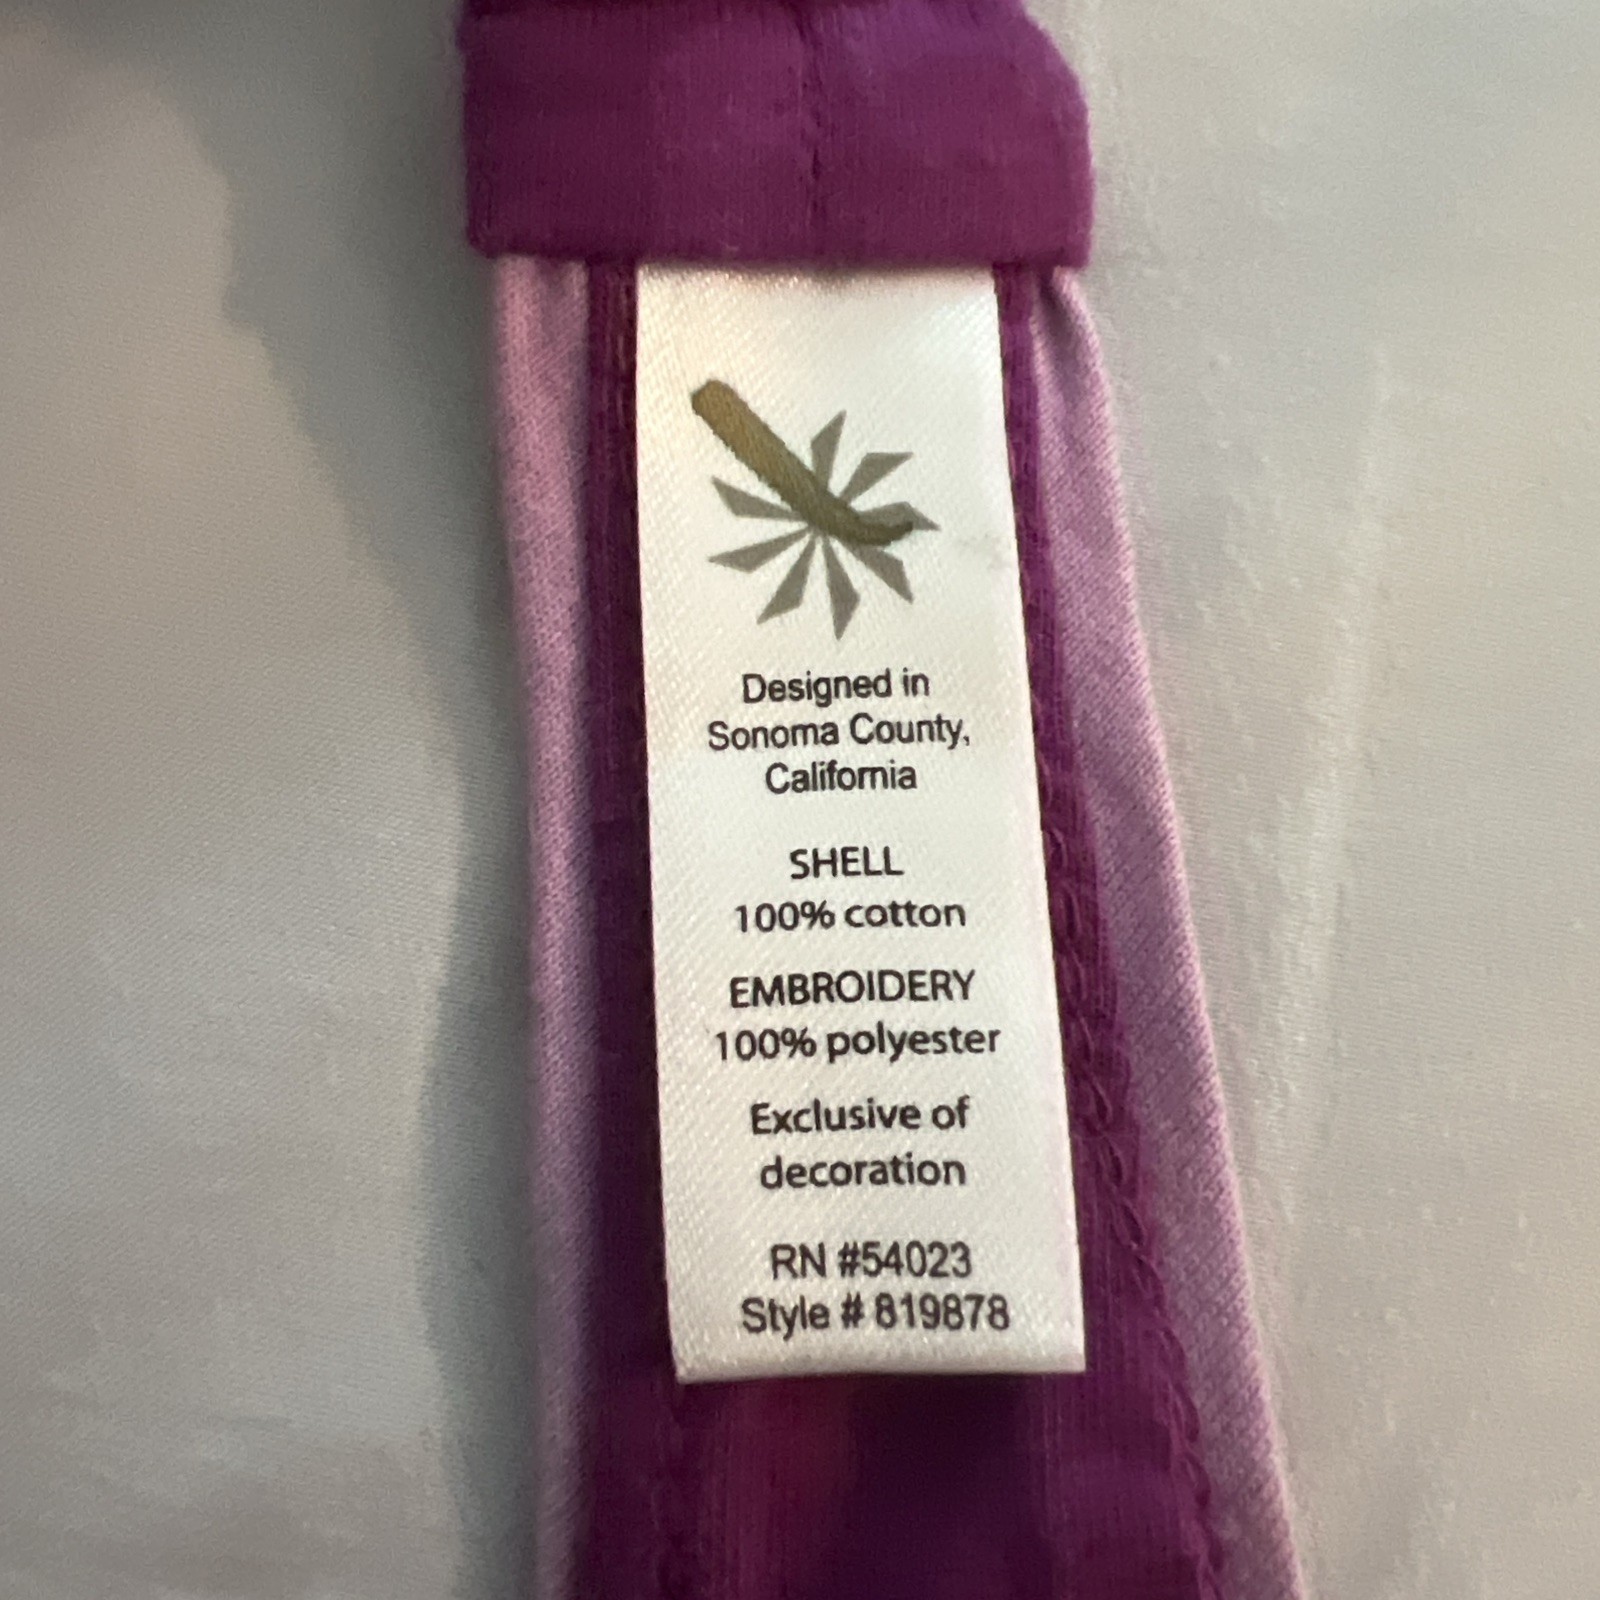 Designed in
Sonoma County,
California
SHELL
100% cotton
EMBROIDERY
100% polyester
Exclusive of
decoration
RN #54023
Style # 819878